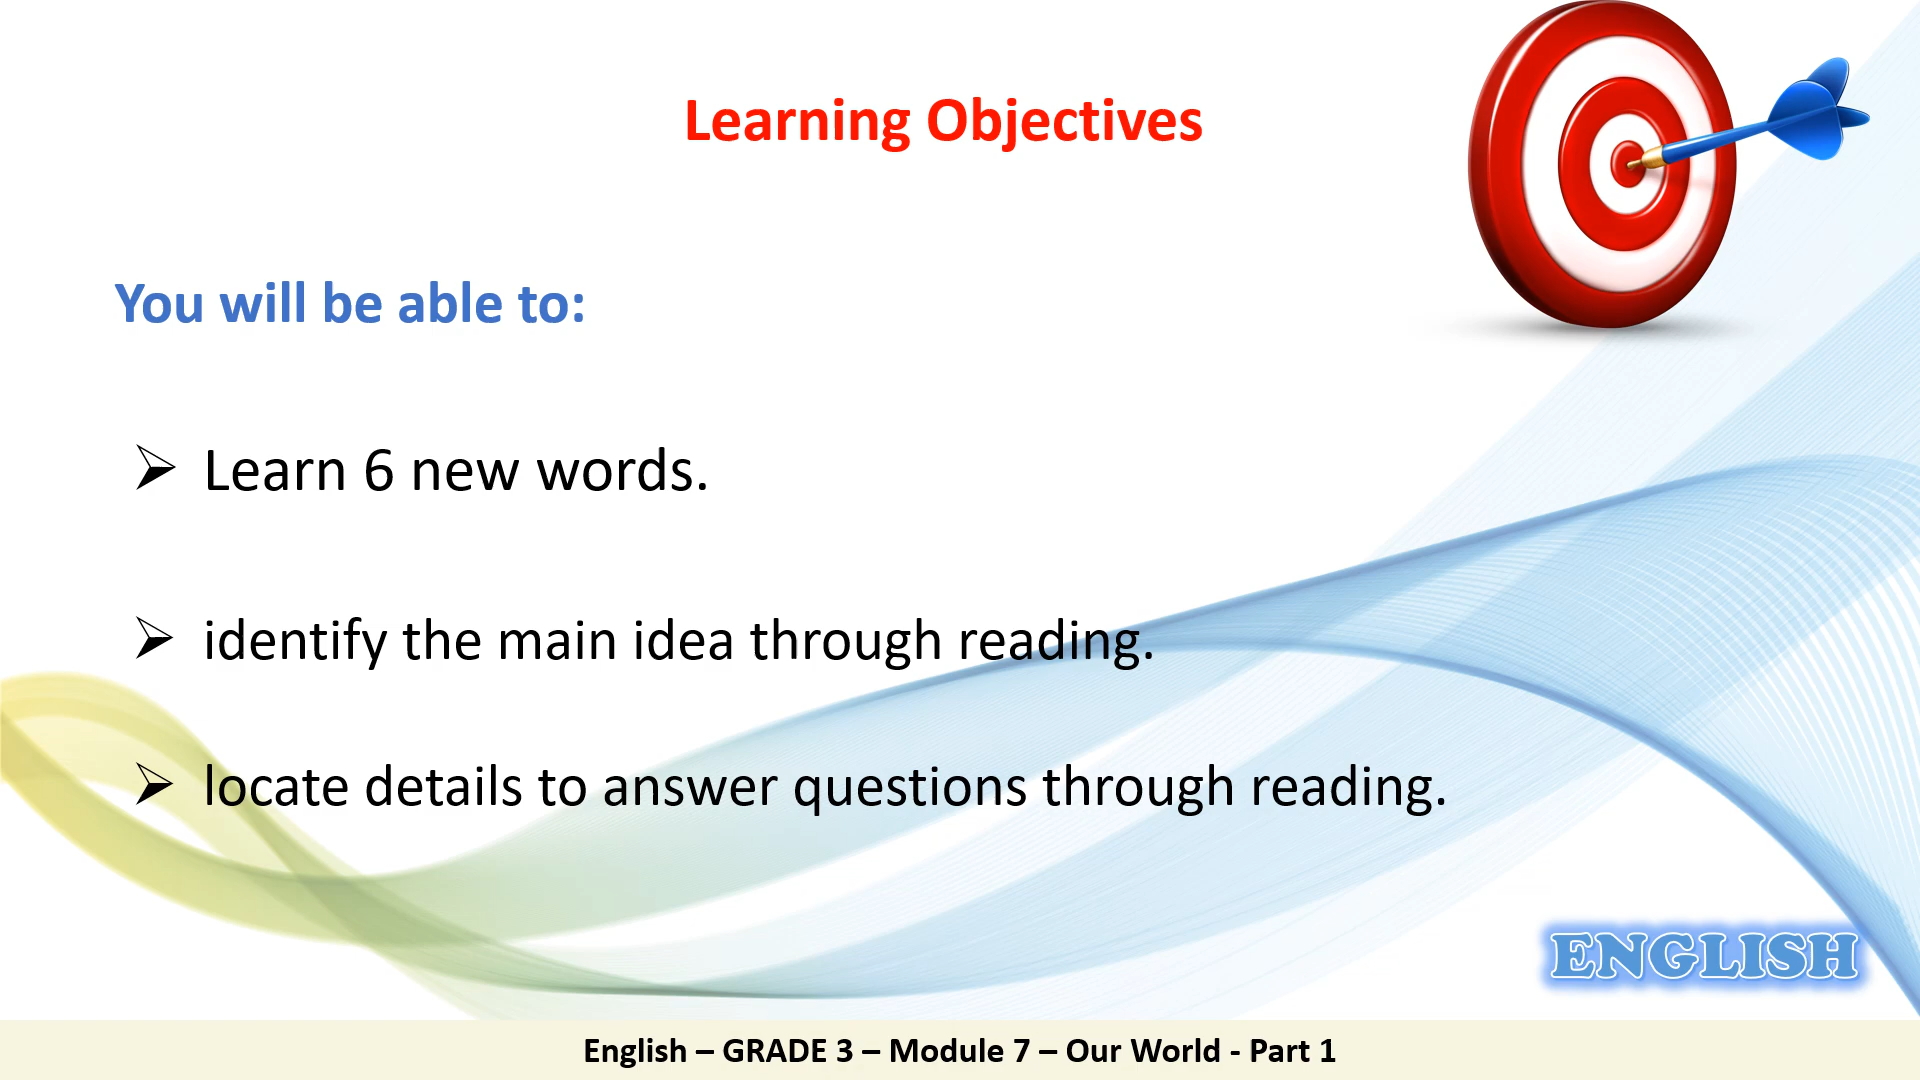 Learning Objectives
You will be able to:
➢ Learn 6 new words.
➢ identify the main idea through reading.
➢ locate details to answer questions through reading.
ENGLISH
English – GRADE 3 – Module 7 – Our World - Part 1